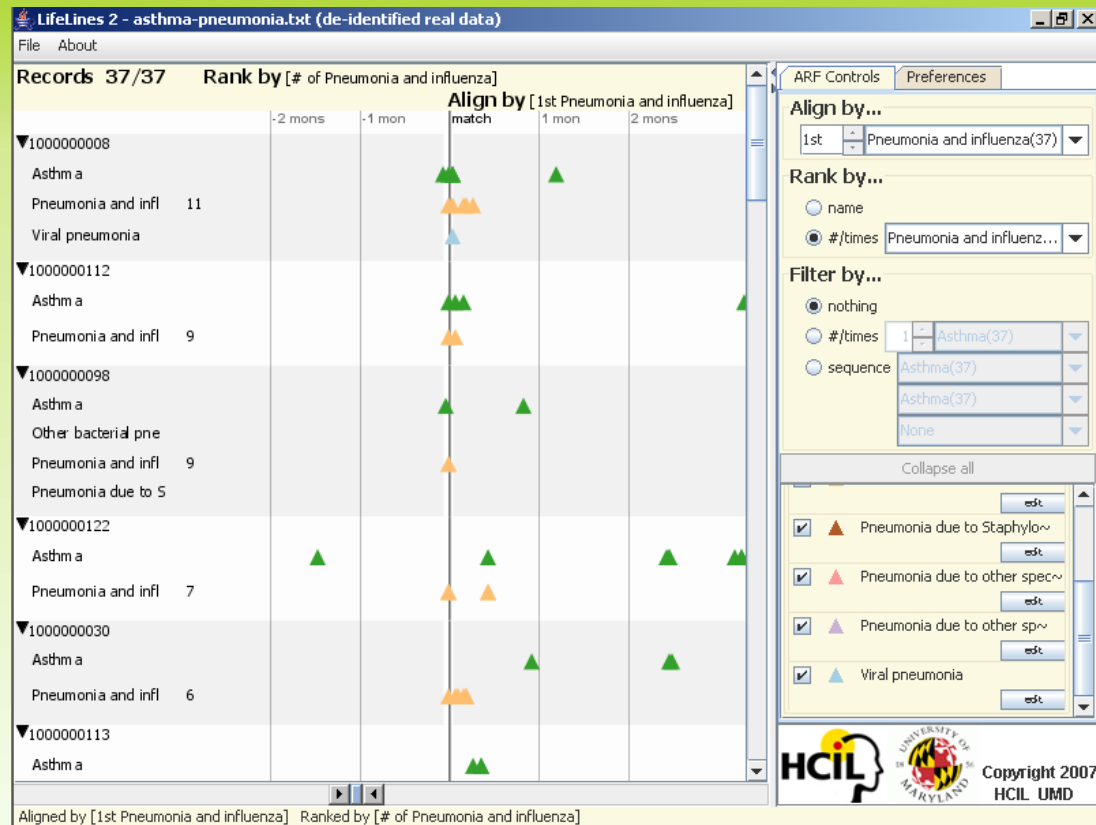 LifeLines 2 - asthma-pneumonia.txt (de-identified real data)
File About
Records 37/37 Rank by [# of Pneumonia and influenza]
Align by [1st Pneumonia and influenza]
-2 mons -1 mon match 1 mon 2 mons
1000000008
Asthma
Pneumonia and infl 11
Viral pneumonia
1000000112
Asthma
Pneumonia and infl 9
1000000098
Asthma
Other bacterial pne
Pneumonia and infl 9
Pneumonia due to S
1000000122
Asthma
Pneumonia and infl 7
1000000030
Asthma
Pneumonia and infl 6
1000000113
Asthma
Aligned by [1st Pneumonia and influenza] Ranked by [# of Pneumonia and influenza]
ARF Controls Preferences
Align by...
1st Pneumonia and influenza(37)
Rank by...
name
#/times Pneumonia and influenz...
Filter by...
nothing
#/times 1 Asthma(37)
sequence Asthma(37)
Asthma(37)
None
Collapse all
edit
Pneumonia due to Staphylo~
edit
Pneumonia due to other spec~
edit
Pneumonia due to other sp~
edit
Viral pneumonia
edit
HCIL
UNIVERSITY OF
18 56
MARYLAND
Copyright 2007
HCIL UMD